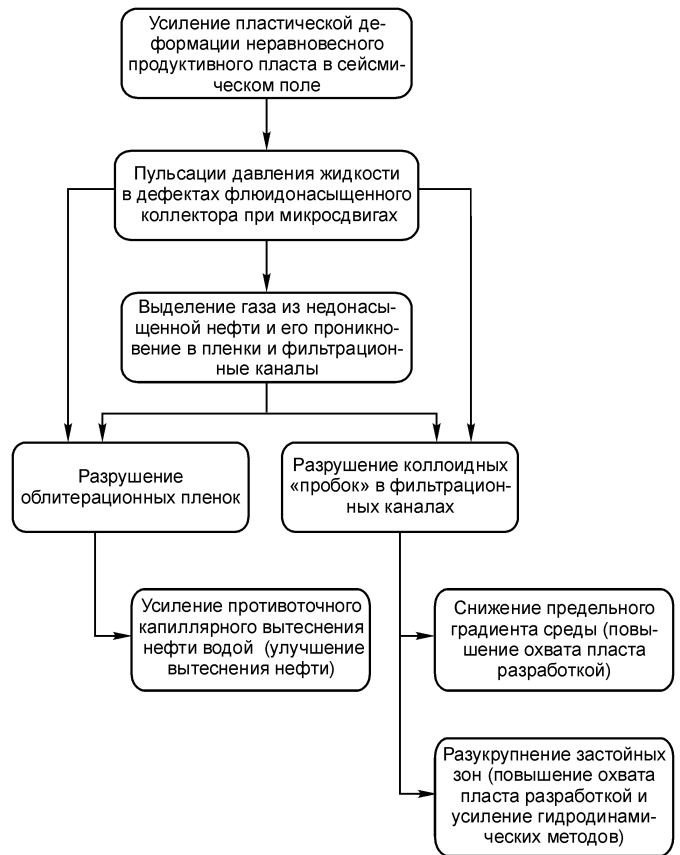 Усиление пластической де-
формации неравновесного
продуктивного пласта в сейсми-
ческом поле
Пульсации давления жидкости
в дефектах флюидонасыщенного
коллектора при микросдвигах
Выделение газа из недонасы-
щенной нефти и его проникно-
вение в пленки и фильтрацион-
ные каналы
Разрушение
облитерационных пленок
Разрушение коллоидных
«пробок» в фильтрацион-
ных каналах
Усиление противоточного
капиллярного вытеснения
нефти водой (улучшение
вытеснения нефти)
Снижение предельного
градиента среды (повы-
шение охвата пласта
разработкой)
Разукрупнение застойных
зон (повышение охвата
пласта разработкой и
усиление гидродинами-
ческих методов)